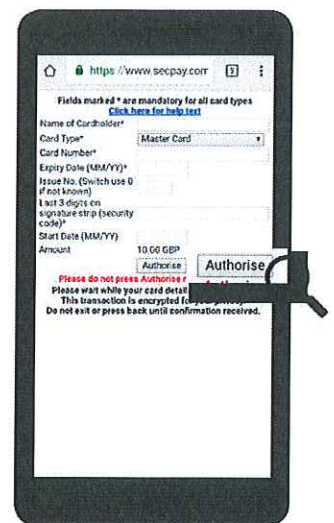 https://www.secpay.com
Fields marked * are mandatory for all card types
Click here for help text
Name of Cardholder*
Card Type* Master Card
Card Number*
Expiry Date (MM/YY)*
Issue No. (Switch use 0
if not known)
Last 3 digits on
signature strip (security
code)*
Start Date (MM/YY)
Amount 10.00 GBP
Authorise Authorise
Please do not press Authorise
Please wait while your card detail
This transaction is encrypted for your privacy.
Do not exit or press back until confirmation received.